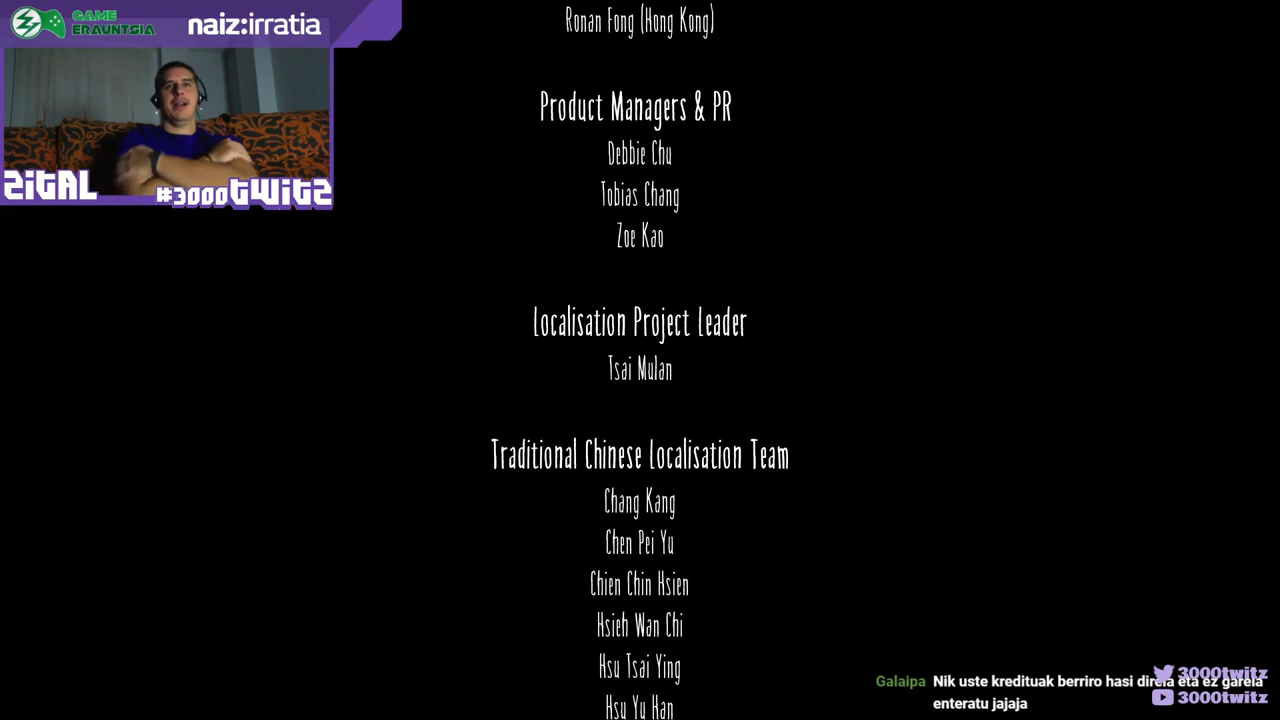 GAME
ERAUNTSIA
naiz:irratia
ZITAL
#3000TWITZ
Ronan Fong (Hong Kong)
Product Managers & PR
Debbie Chu
Tobias Chang
Zoe Kao
Localisation Project Leader
Tsai Mulan
Traditional Chinese Localisation Team
Chang Kang
Chen Pei Yu
Chien Chin Hsien
Hsieh Wan Chi
Hsu Tsai Ying
Hsu Yu Han
Galaipa Nik uste kredituak berriro hasi direla eta ez garela
enteratu jajaja
3000twitz
3000twitz